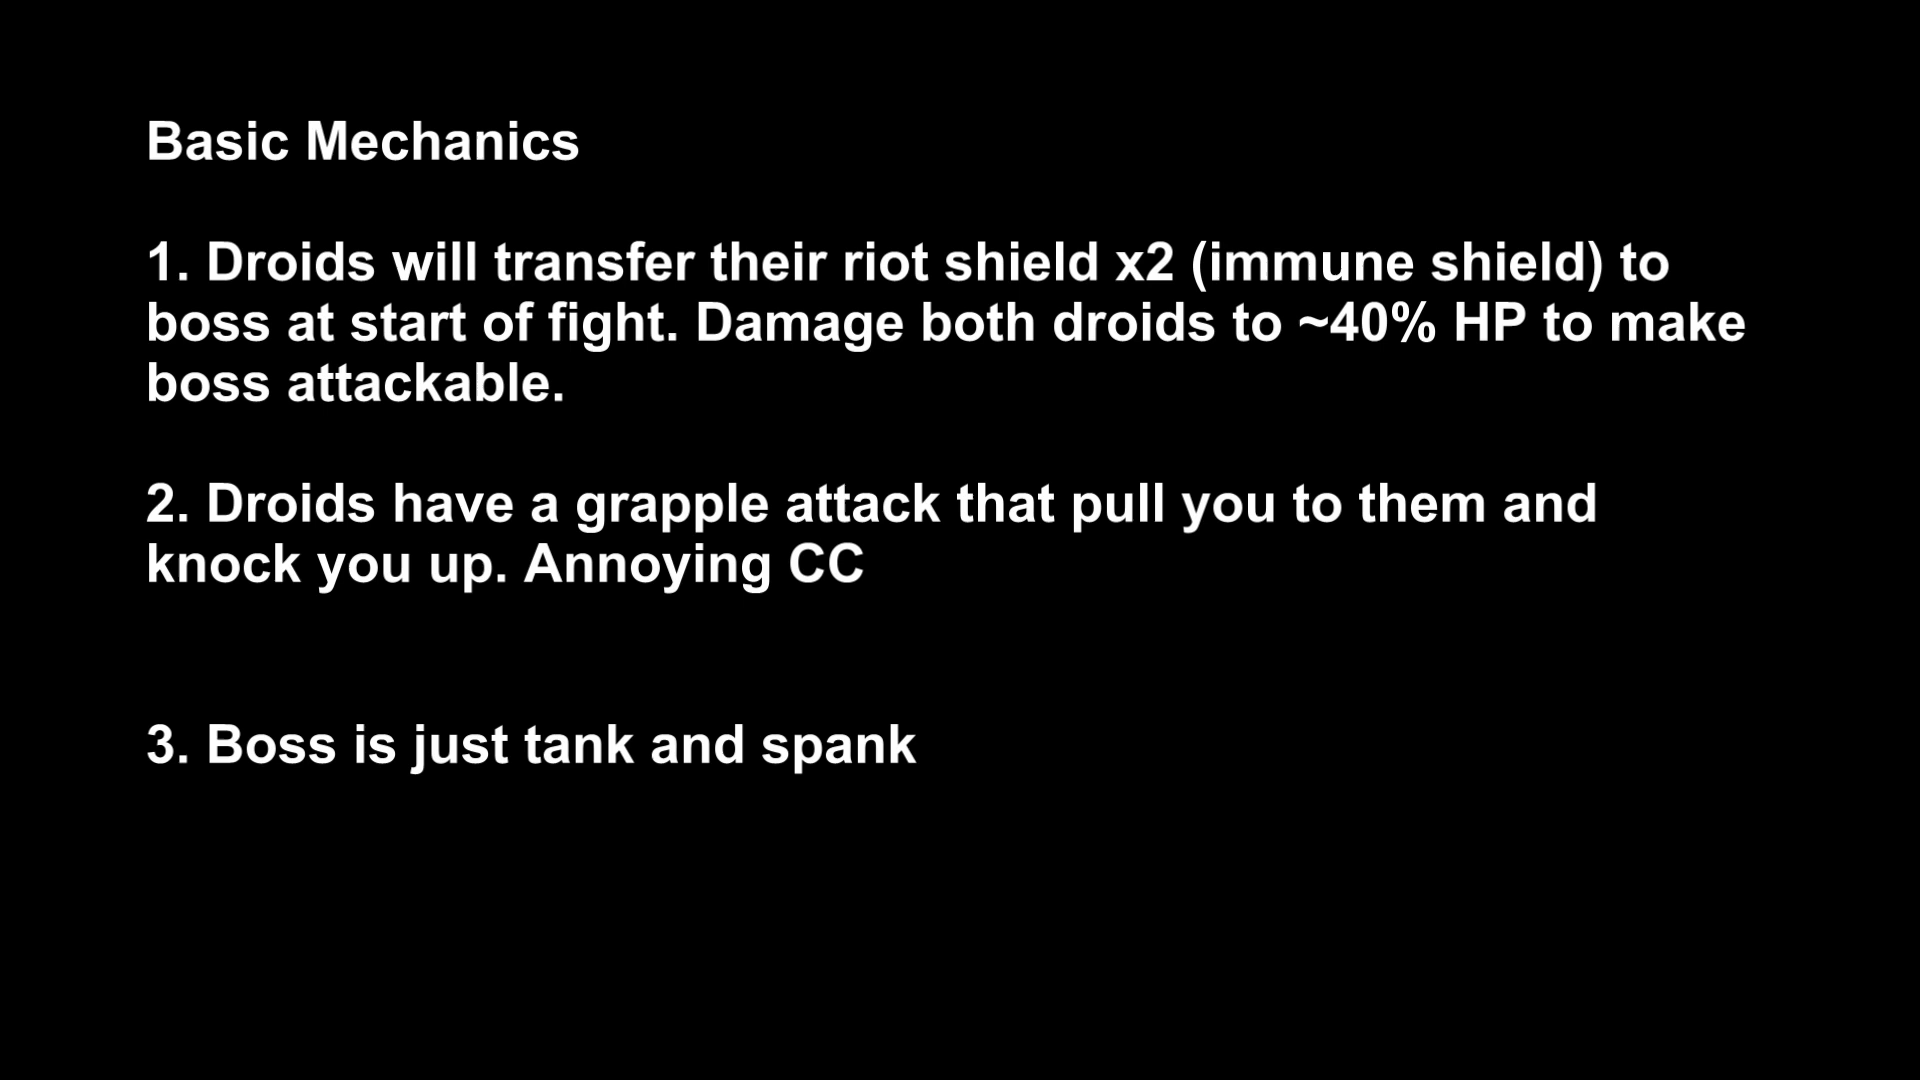 Basic Mechanics
1. Droids will transfer their riot shield x2 (immune shield) to
boss at start of fight. Damage both droids to ~40% HP to make
boss attackable.
2. Droids have a grapple attack that pull you to them and
knock you up. Annoying CC
3. Boss is just tank and spank